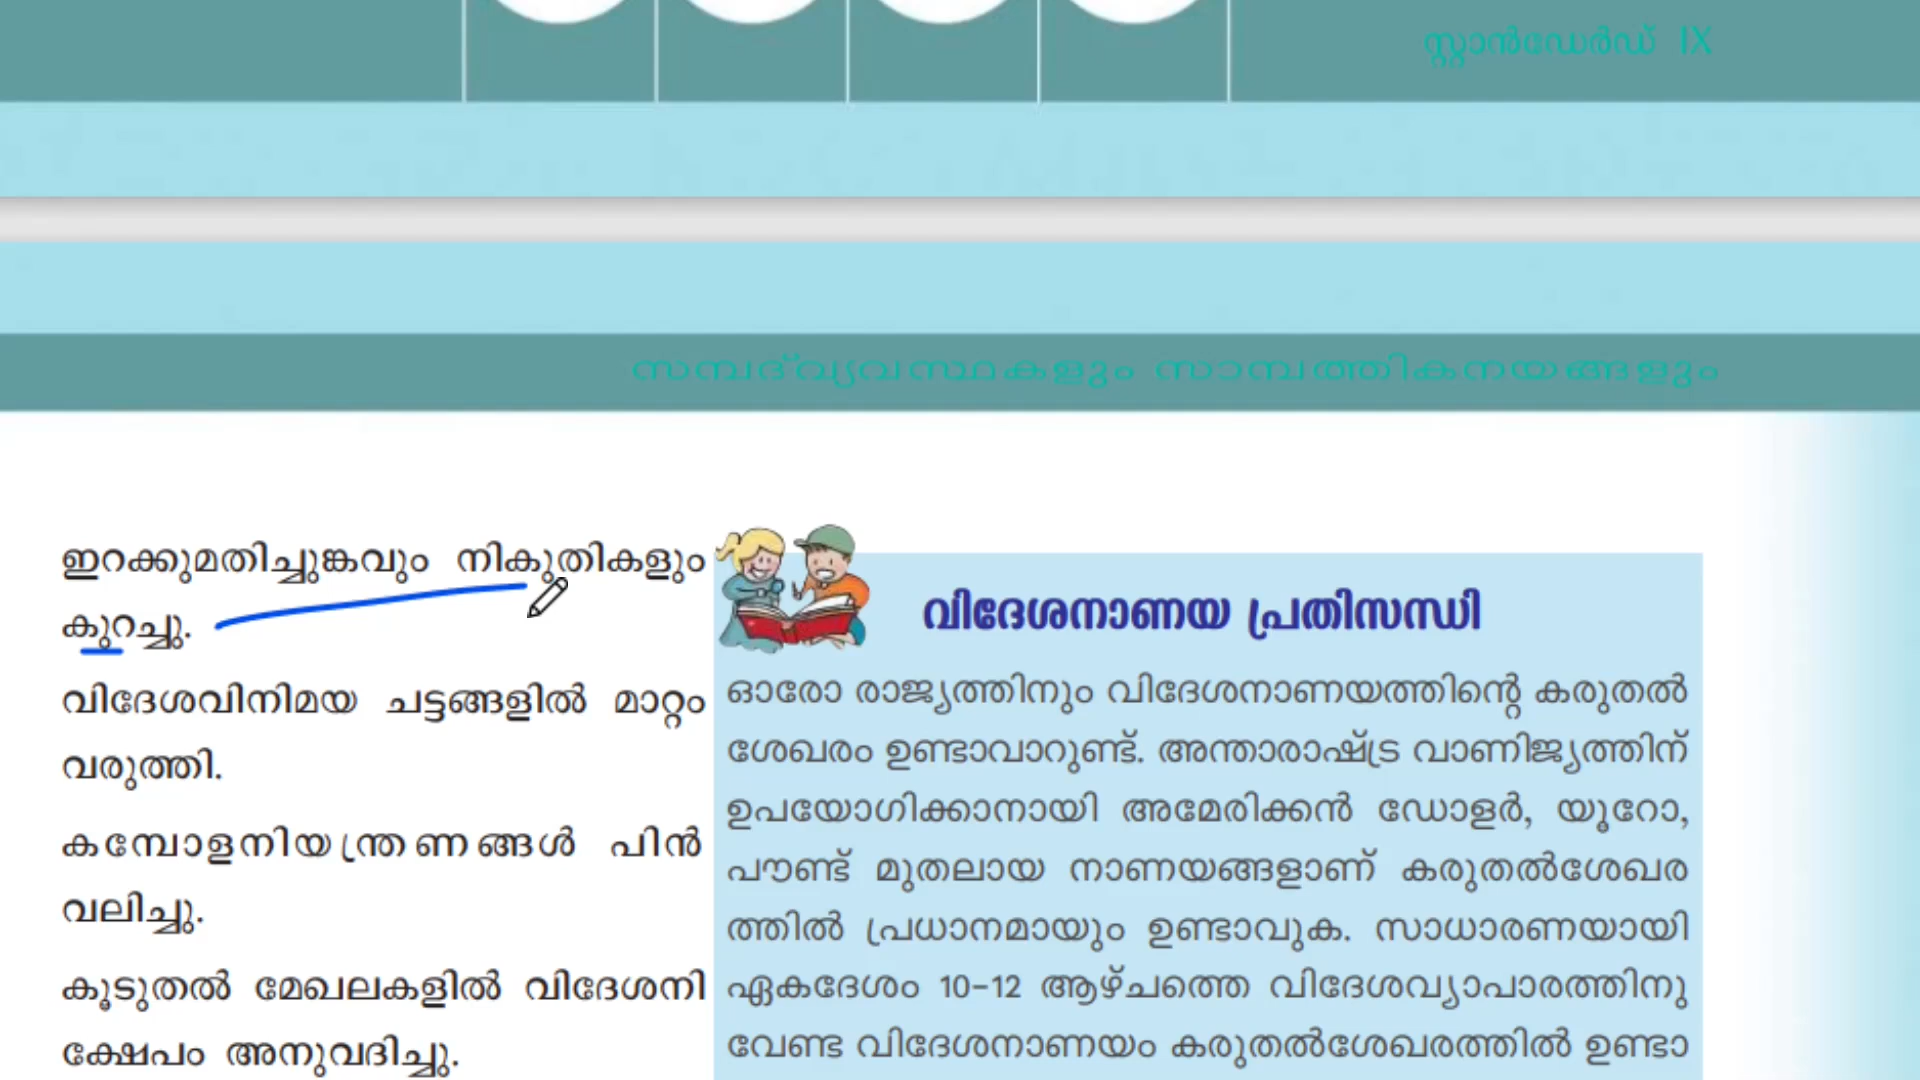 സ്റ്റാൻഡേർഡ് IX
സമ്പദ്‌വ്യവസ്ഥകളും സാമ്പത്തികനയങ്ങളും
ഇറക്കുമതിച്ചുങ്കവും നികുതികളും
കുറച്ചു.
വിദേശവിനിമയ ചട്ടങ്ങളിൽ മാറ്റം
വരുത്തി.
കമ്പോളനിയന്ത്രണങ്ങൾ പിൻ
വലിച്ചു.
കൂടുതൽ മേഖലകളിൽ വിദേശനി
ക്ഷേപം അനുവദിച്ചു.
വിദേശനാണയ പ്രതിസന്ധി
ഓരോ രാജ്യത്തിനും വിദേശനാണയത്തിന്റെ കരുതൽ
ശേഖരം ഉണ്ടാവാറുണ്ട്. അന്താരാഷ്ട്ര വാണിജ്യത്തിന്
ഉപയോഗിക്കാനായി അമേരിക്കൻ ഡോളർ, യൂറോ,
പൗണ്ട് മുതലായ നാണയങ്ങളാണ് കരുതൽശേഖര
ത്തിൽ പ്രധാനമായും ഉണ്ടാവുക. സാധാരണയായി
ഏകദേശം 10-12 ആഴ്ചത്തെ വിദേശവ്യാപാരത്തിനു
വേണ്ട വിദേശനാണയം കരുതൽശേഖരത്തിൽ ഉണ്ടാ